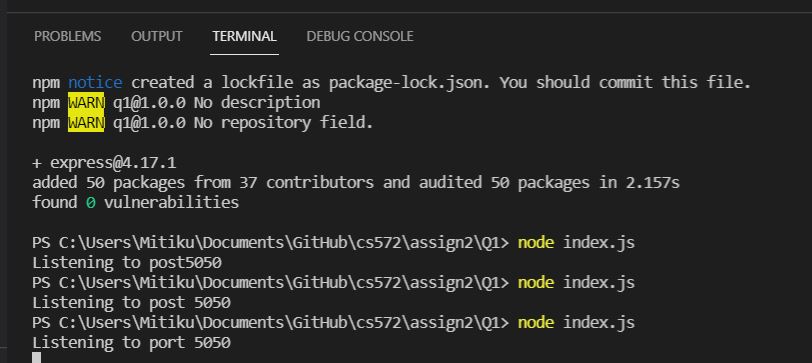 PROBLEMS OUTPUT TERMINAL DEBUG CONSOLE
npm notice created a lockfile as package-lock.json. You should commit this file.
npm WARN q1@1.0.0 No description
npm WARN q1@1.0.0 No repository field.
+ express@4.17.1
added 50 packages from 37 contributors and audited 50 packages in 2.157s
found 0 vulnerabilities
PS C:\Users\Mitiku\Documents\GitHub\cs572\assign2\Q1> node index.js
Listening to post5050
PS C:\Users\Mitiku\Documents\GitHub\cs572\assign2\Q1> node index.js
Listening to post 5050
PS C:\Users\Mitiku\Documents\GitHub\cs572\assign2\Q1> node index.js
Listening to port 5050